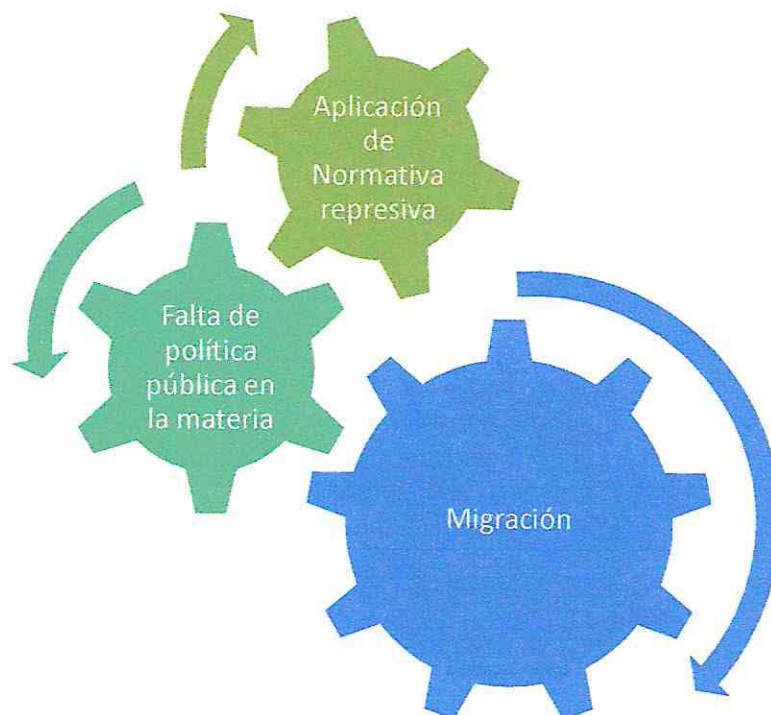 Aplicación
de
Normativa
represiva
Falta de
política
pública en
la materia
Migración